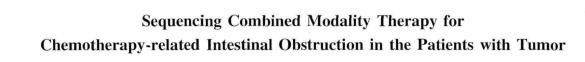 Sequencing Combined Modality Therapy for
Chemotherapy-related Intestinal Obstruction in the Patients with Tumor